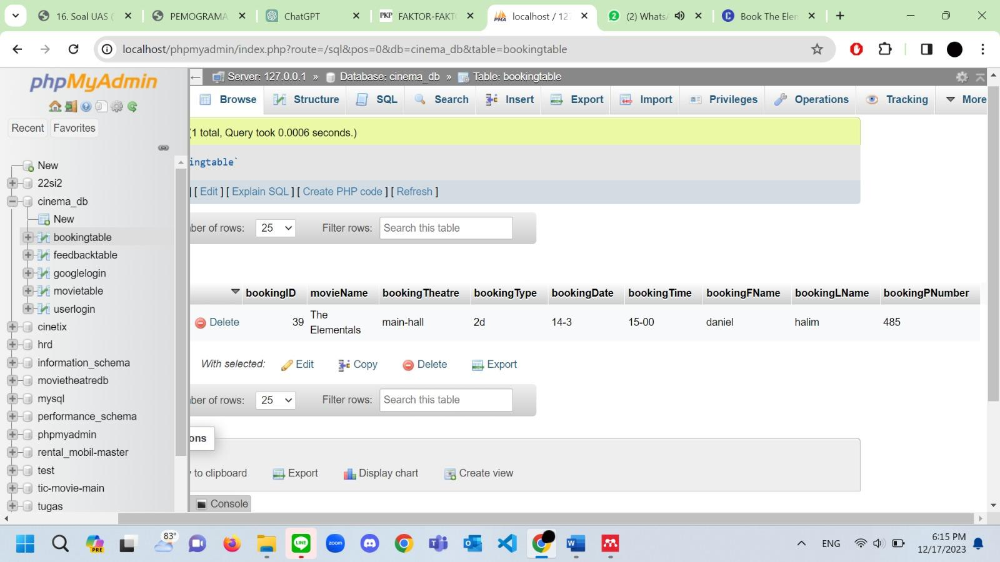 16. Soal UAS (
PEMOGRAMA
ChatGPT
PKP FAKTOR-FAKT
localhost / 12
(2) Whats
Book The Elen
localhost/phpmyadmin/index.php?route=/sql&pos=0&db=cinema_db&table=bookingtable
phpMyAdmin
Recent Favorites
New
22si2
cinema_db
New
bookingtable
feedbacktable
googlelogin
movietable
userlogin
cinetix
hrd
information_schema
movietheatredb
mysql
performance_schema
phpmyadmin
rental_mobil-master
test
tic-movie-main
tugas
Server: 127.0.0.1 » Database: cinema_db » Table: bookingtable
Browse Structure SQL Search Insert Export Import Privileges Operations Tracking More
(1 total, Query took 0.0006 seconds.)
ingtable`
] [ Edit ] [ Explain SQL ] [ Create PHP code ] [ Refresh ]
ber of rows: 25 Filter rows: Search this table
bookingID movieName bookingTheatre bookingType bookingDate bookingTime bookingFName bookingLName bookingPNumber
Delete 39 The Elementals main-hall 2d 14-3 15-00 daniel halim 485
With selected: Edit Copy Delete Export
ber of rows: 25 Filter rows: Search this table
ons
y to clipboard Export Display chart Create view
Console
83°
PRE
LINE
zoom
ENG
6:15 PM
12/17/2023